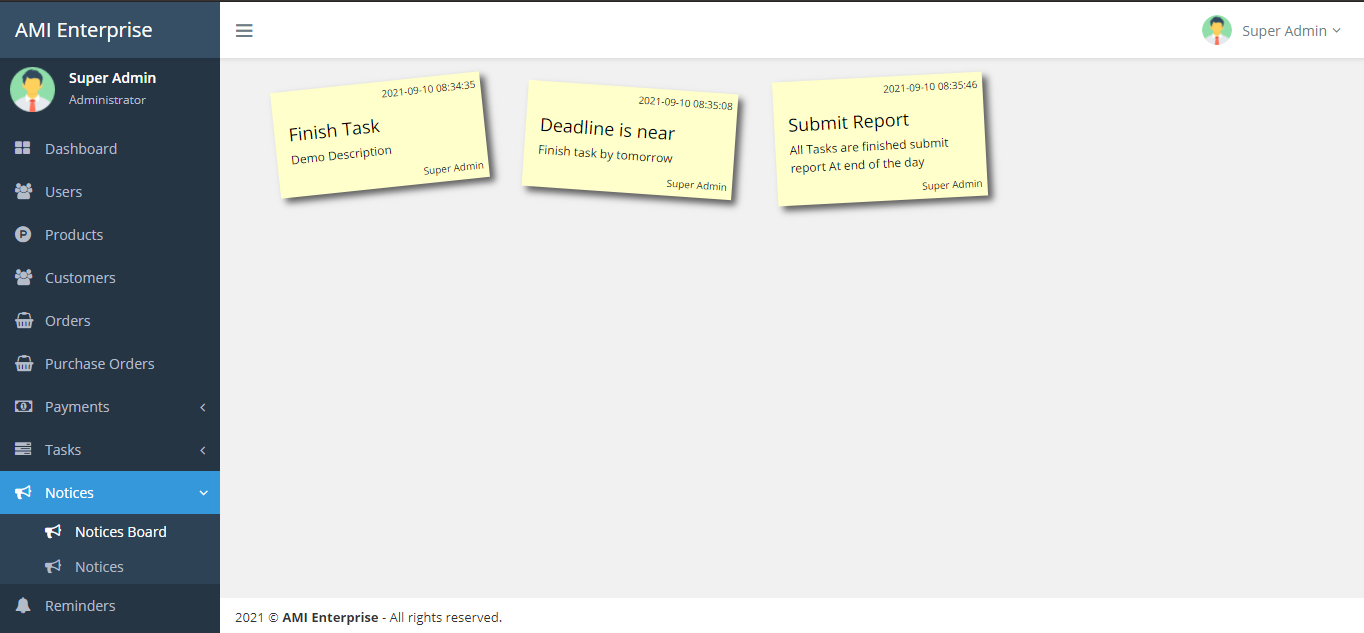 AMI Enterprise
Super Admin
Super Admin
Administrator
Dashboard
Users
Products
Customers
Orders
Purchase Orders
Payments
Tasks
Notices
Notices Board
Notices
Reminders
2021-09-10 08:34:35
Finish Task
Demo Description
Super Admin
2021-09-10 08:35:08
Deadline is near
Finish task by tomorrow
Super Admin
2021-09-10 08:35:46
Submit Report
All Tasks are finished submit
report At end of the day
Super Admin
2021 © AMI Enterprise - All rights reserved.